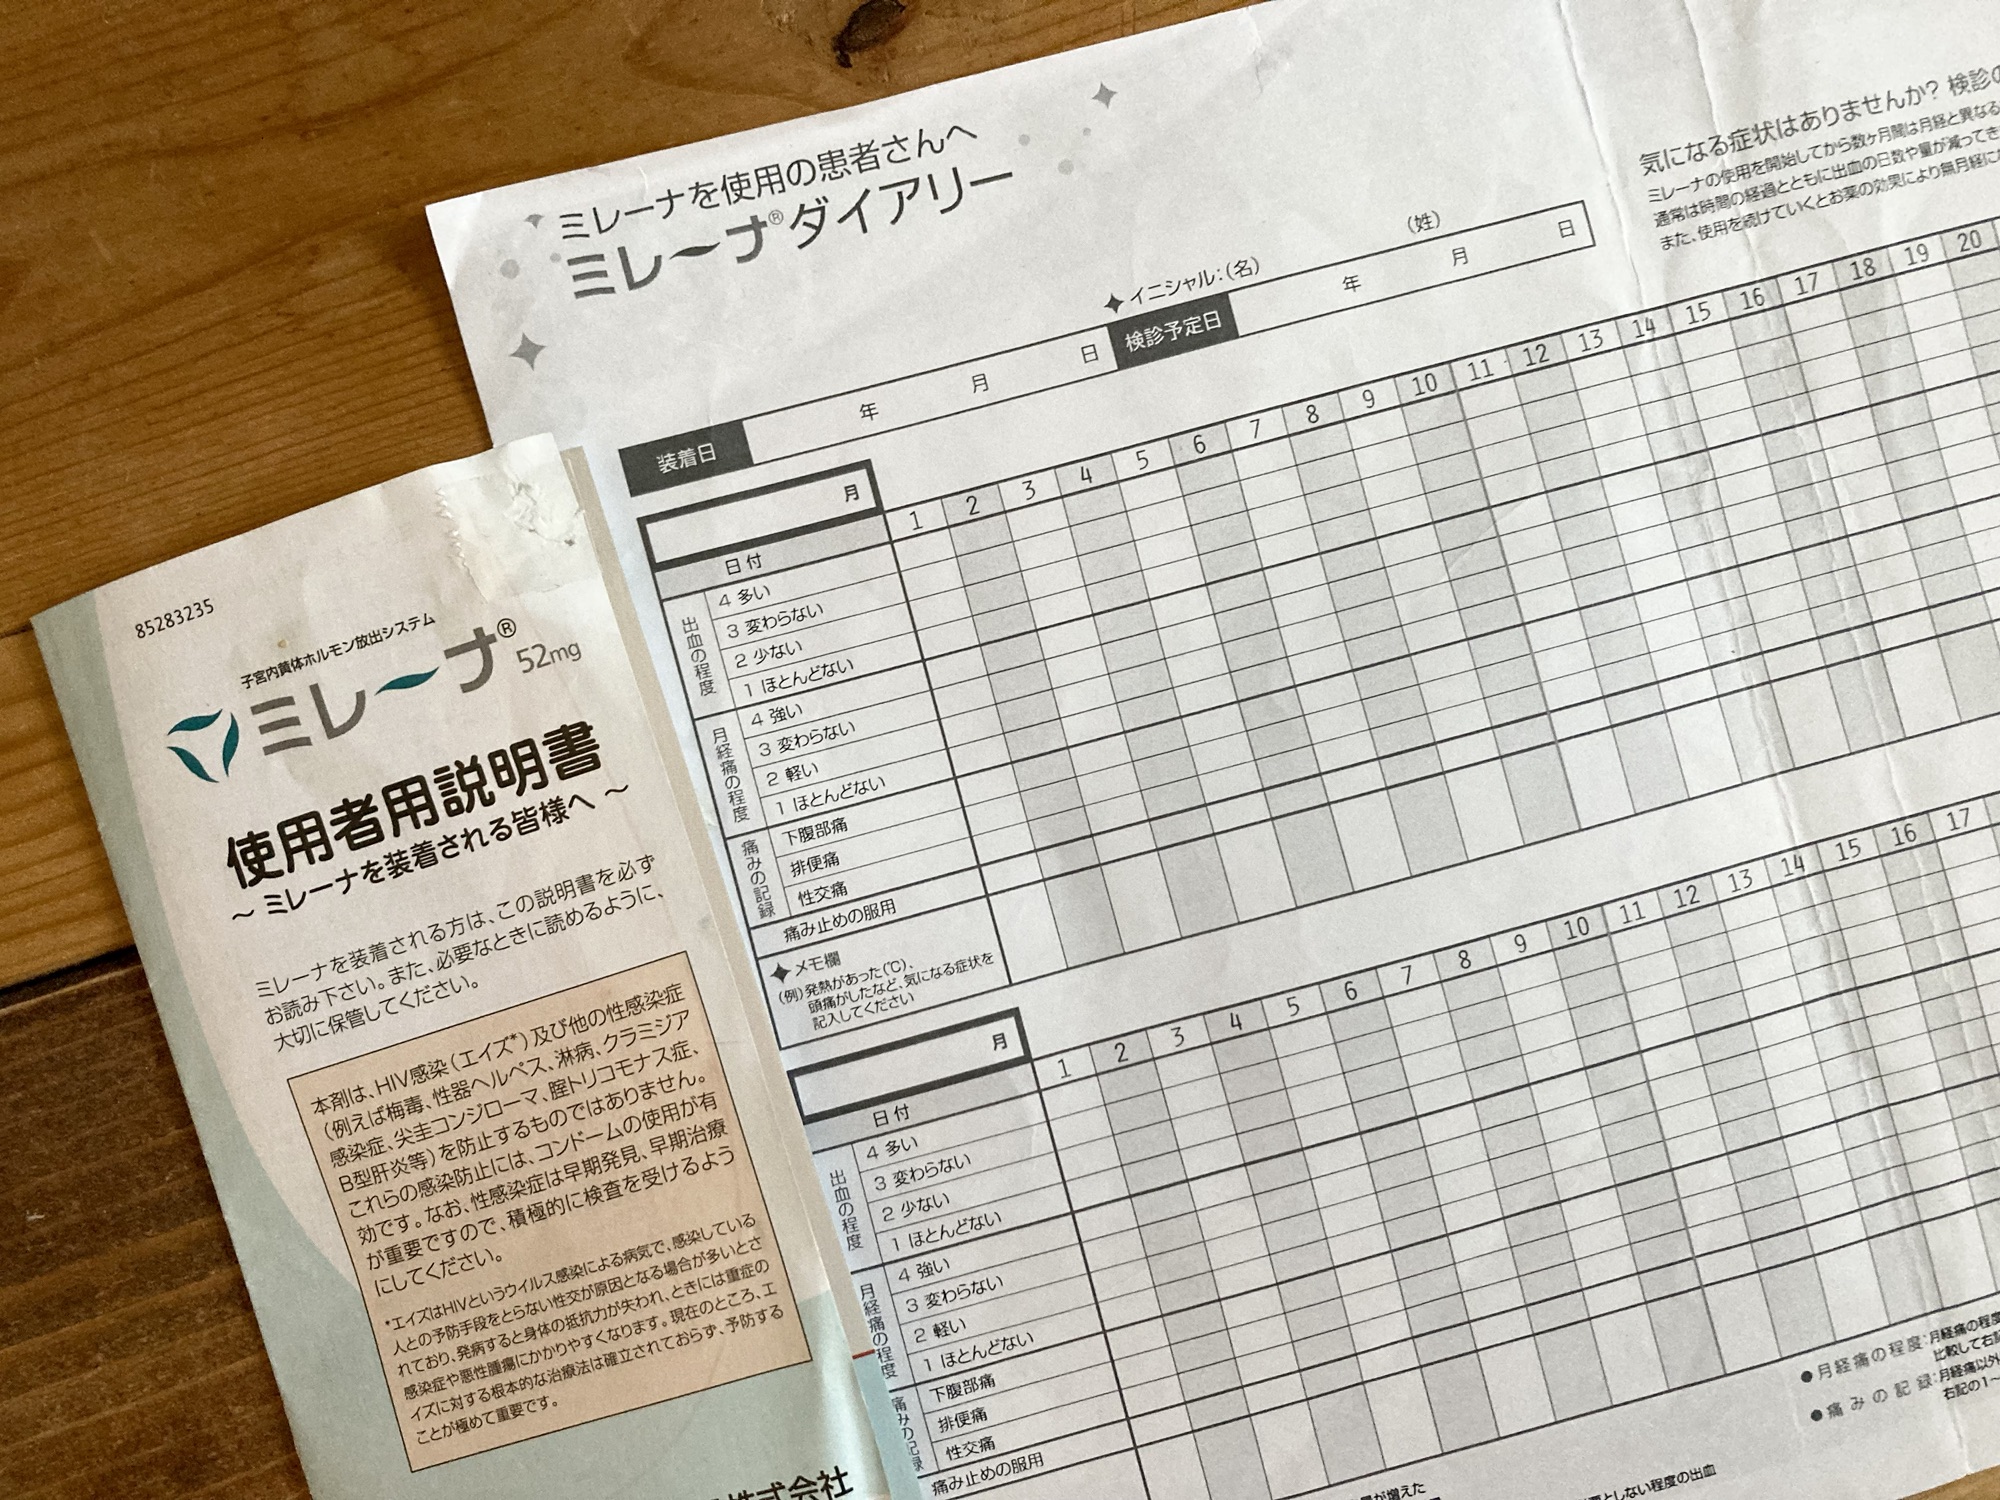 85283235
子宮内黄体ホルモン放出システム
ミレーナ® 52mg
使用者用説明書
～ ミレーナを装着される皆様へ ～
ミレーナを装着される方は、この説明書を必ず
お読み下さい。また、必要なときに読めるように、
大切に保管してください。
本剤は、HIV感染（エイズ*）及び他の性感染症
（例えば梅毒、性器ヘルペス、淋病、クラミジア
感染症、尖圭コンジローマ、腟トリコモナス症、
B型肝炎等）を防止するものではありません。
これらの感染防止には、コンドームの使用が有
効です。なお、性感染症は早期発見、早期治療
が重要ですので、積極的に検査を受けるよう
にしてください。
*エイズはHIVというウイルス感染による病気で、感染している
人との予防手段をとらない性交が原因となる場合が多いとさ
れており、発病すると身体の抵抗力が失われ、ときには重症の
感染症や悪性腫瘍にかかりやすくなります。現在のところ、エ
イズに対する根本的な治療法は確立されておらず、予防する
ことが極めて重要です。
株式会社
ミレーナを使用の患者さんへ
ミレーナ®ダイアリー
✦イニシャル：（名） （姓）
装着日 年 月 日 検診予定日 年 月 日
気になる症状はありませんか？ 検診の
ミレーナの使用を開始してから数ヶ月間は月経と異なる
通常は時間の経過とともに出血の日数や量が減ってき
また、使用を続けていくとお薬の効果により無月経に
月
日付 1 2 3 4 5 6 7 8 9 10 11 12 13 14 15 16 17 18 19 20
出血の程度
4 多い
3 変わらない
2 少ない
1 ほとんどない
月経痛の程度
4 強い
3 変わらない
2 軽い
1 ほとんどない
痛みの記録
下腹部痛
排便痛
性交痛
痛み止めの服用
✦メモ欄
（例）発熱があった（℃）、
頭痛がしたなど、気になる症状を
記入してください
月
日付 1 2 3 4 5 6 7 8 9 10 11 12 13 14 15 16 17
出血の程度
4 多い
3 変わらない
2 少ない
1 ほとんどない
月経痛の程度
4 強い
3 変わらない
2 軽い
1 ほとんどない
痛みの記録
下腹部痛
排便痛
性交痛
痛み止めの服用
●月経痛の程度：月経痛の程度
比較して右記
●痛みの記録：月経痛以外
右記の1～
が増えた
としない程度の出血